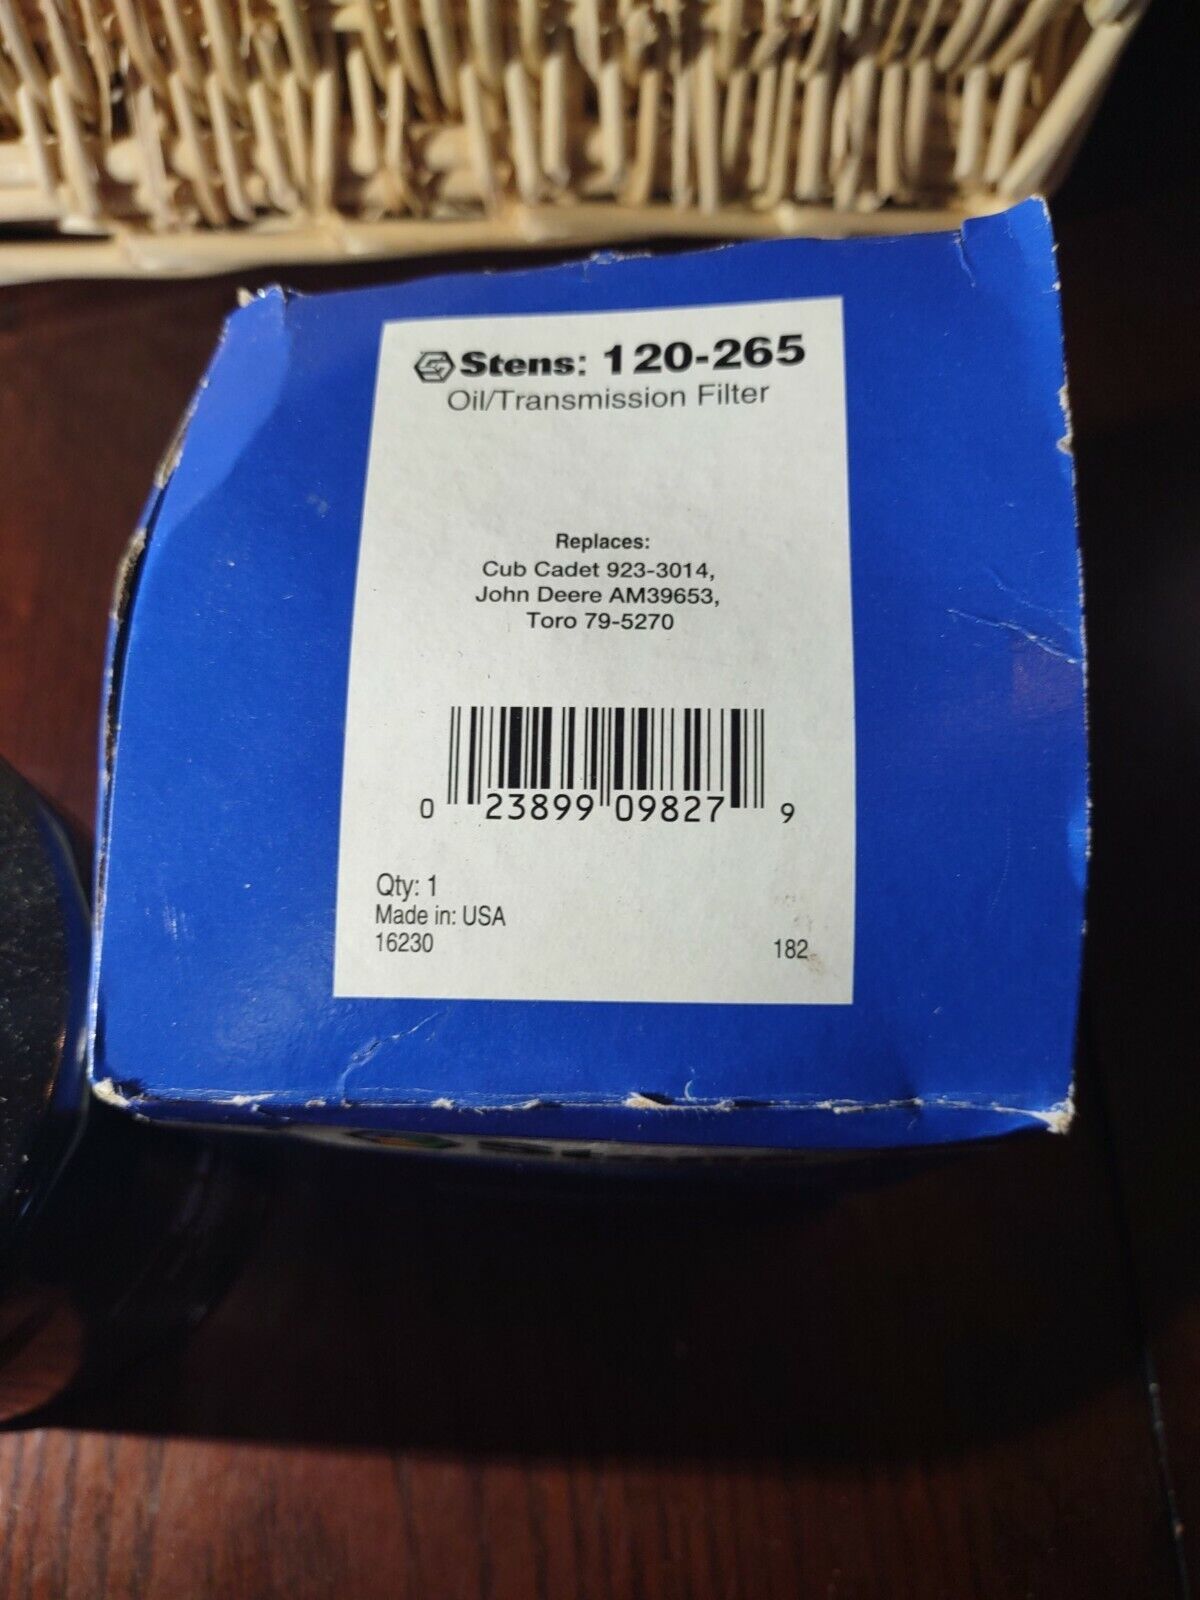 Stens: 120-265
Oil/Transmission Filter
Replaces:
Cub Cadet 923-3014,
John Deere AM39653,
Toro 79-5270
0 23899 09827 9
Qty: 1
Made in: USA
16230
182